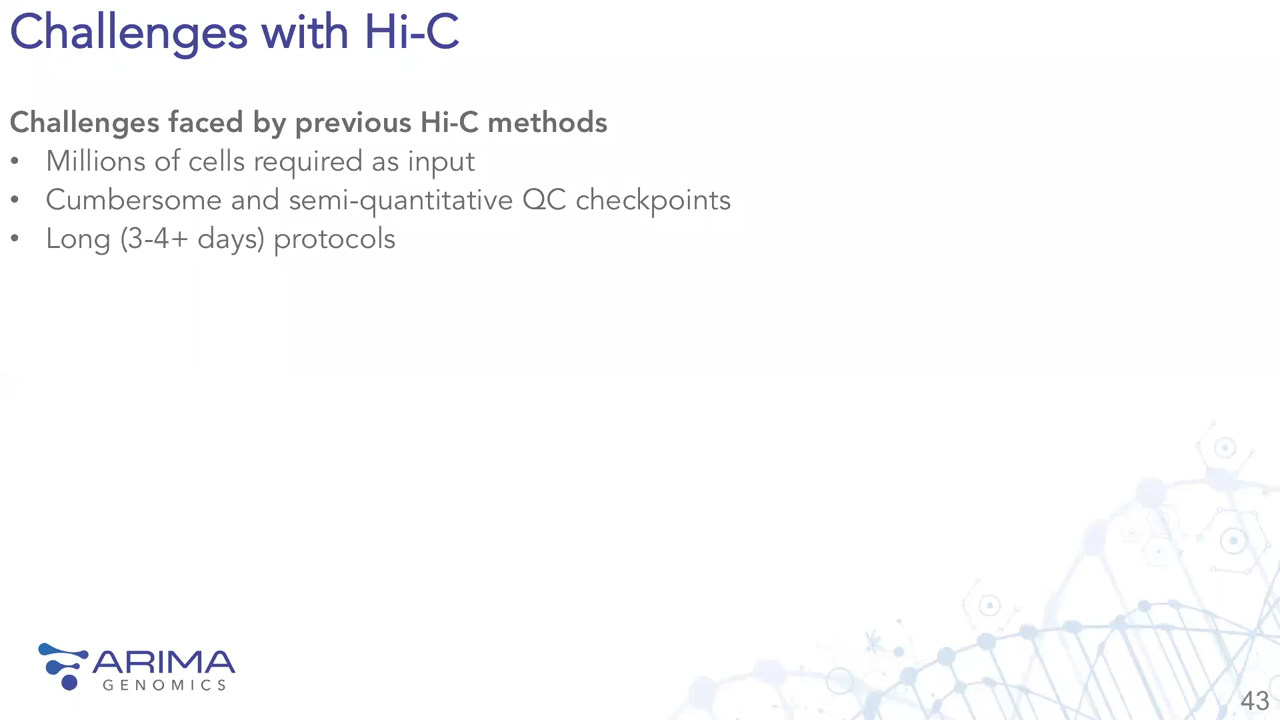 Challenges with Hi-C
Challenges faced by previous Hi-C methods
• Millions of cells required as input
• Cumbersome and semi-quantitative QC checkpoints
• Long (3-4+ days) protocols
ARIMA
GENOMICS
43